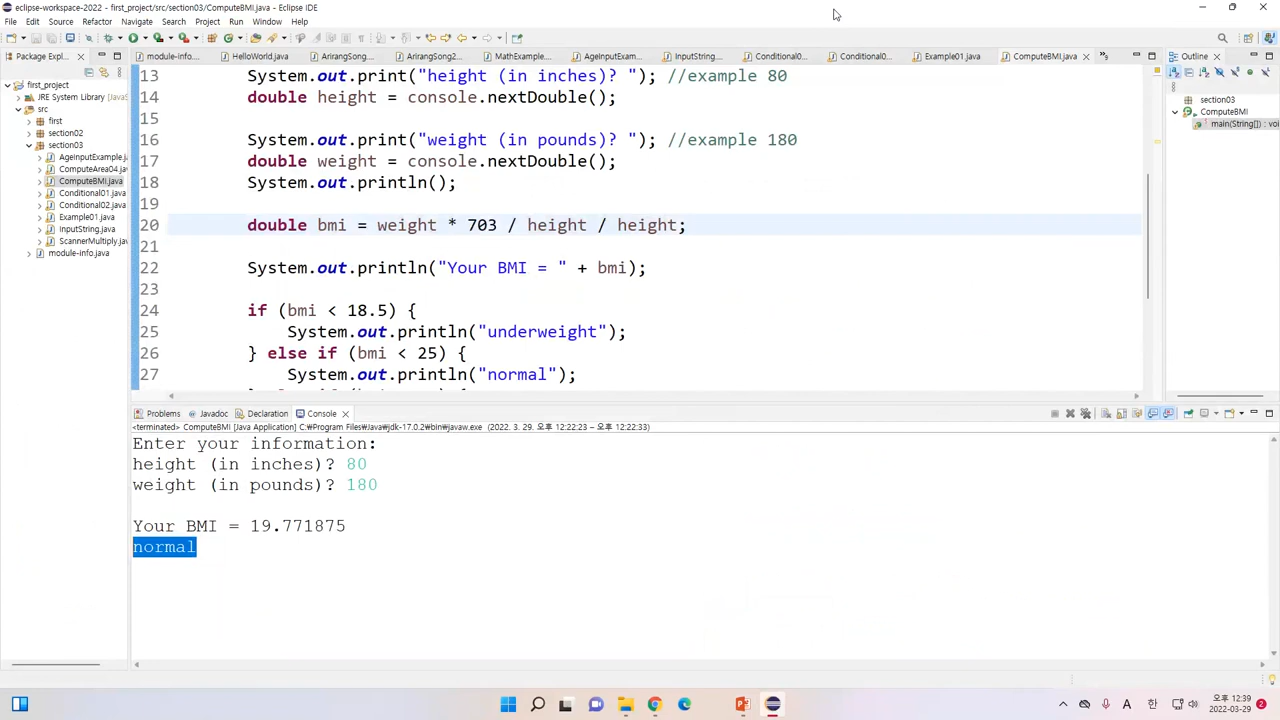 eclipse-workspace-2022 - first_project/src/section03/ComputeBMI.java - Eclipse IDE
File Edit Source Refactor Navigate Search Project Run Window Help
Package Expl...
module-info....
HelloWorld.java
ArirangSong....
ArirangSong2...
MathExample....
AgeInputExam...
InputString....
Conditional0...
Conditional0...
Example01.java
ComputeBMI.java
Outline
first_project
JRE System Library [JavaS
src
first
section02
section03
AgeInputExample.j
ComputeArea04.j
ComputeBMI.java
Conditional01.java
Conditional02.java
Example01.java
InputString.java
ScannerMultiply.java
module-info.java
13 System.out.print("height (in inches)? "); //example 80
14 double height = console.nextDouble();
15
16 System.out.print("weight (in pounds)? "); //example 180
17 double weight = console.nextDouble();
18 System.out.println();
19
20 double bmi = weight * 703 / height / height;
21
22 System.out.println("Your BMI = " + bmi);
23
24 if (bmi < 18.5) {
25 System.out.println("underweight");
26 } else if (bmi < 25) {
27 System.out.println("normal");
section03
ComputeBMI
main(String[]) : voi
Problems Javadoc Declaration Console
<terminated> ComputeBMI [Java Application] C:₩Program Files₩Java₩jdk-17.0.2₩bin₩javaw.exe (2022. 3. 29. 오후 12:22:23 – 오후 12:22:33)
Enter your information:
height (in inches)? 80
weight (in pounds)? 180
Your BMI = 19.771875
normal
A 한 오후 12:39
2022-03-29